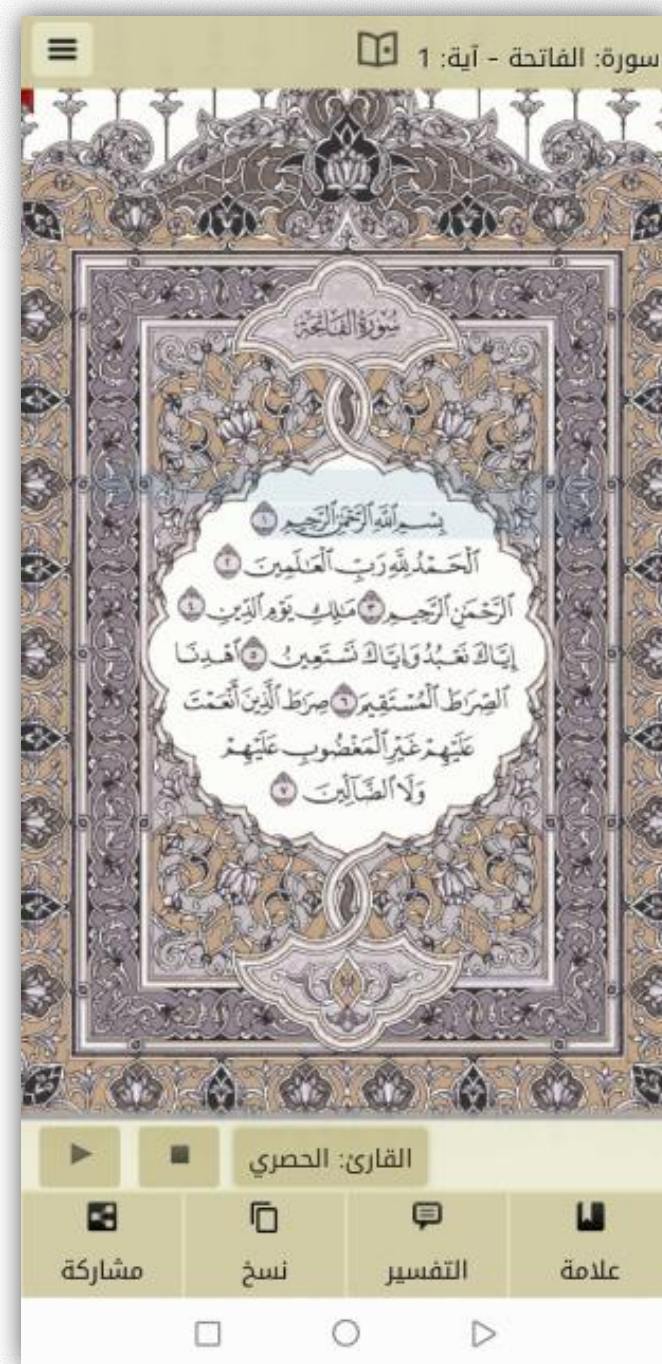 سورة: الفاتحة - آية: 1
سُورَةُ الفَاتِحَةِ
بِسْمِ ٱللَّهِ ٱلرَّحْمَٰنِ ٱلرَّحِيمِ ١
ٱلْحَمْدُ لِلَّهِ رَبِّ ٱلْعَٰلَمِينَ ٢
ٱلرَّحْمَٰنِ ٱلرَّحِيمِ ٣ مَٰلِكِ يَوْمِ ٱلدِّينِ ٤
إِيَّاكَ نَعْبُدُ وَإِيَّاكَ نَسْتَعِينُ ٥ ٱهْدِنَا
ٱلصِّرَٰطَ ٱلْمُسْتَقِيمَ ٦ صِرَٰطَ ٱلَّذِينَ أَنْعَمْتَ
عَلَيْهِمْ غَيْرِ ٱلْمَغْضُوبِ عَلَيْهِمْ
وَلَا ٱلضَّآلِّينَ ٧
القارئ: الحصري
علامة
التفسير
نسخ
مشاركة